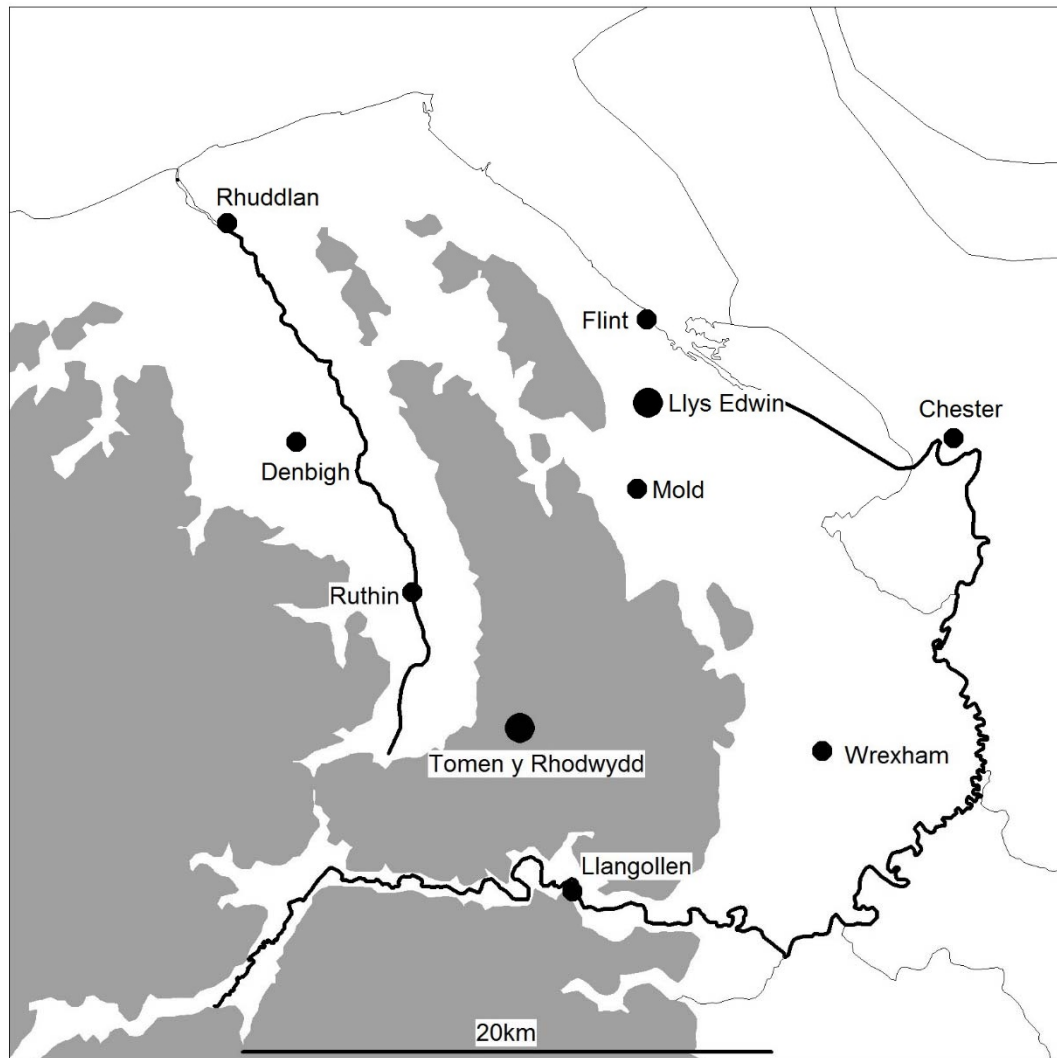 Rhuddlan
Flint
Llys Edwin
Chester
Denbigh
Mold
Ruthin
Tomen y Rhodwydd
Wrexham
Llangollen
20km